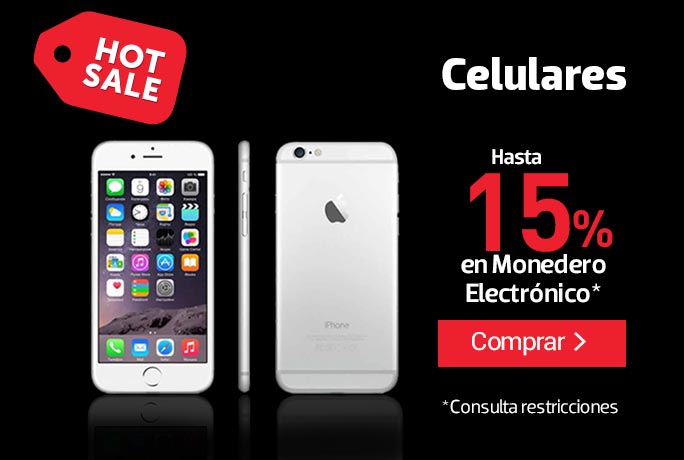 HOT
SALE
Celulares
Hasta
15%
en Monedero
Electrónico*
Comprar >
*Consulta restricciones
iPhone